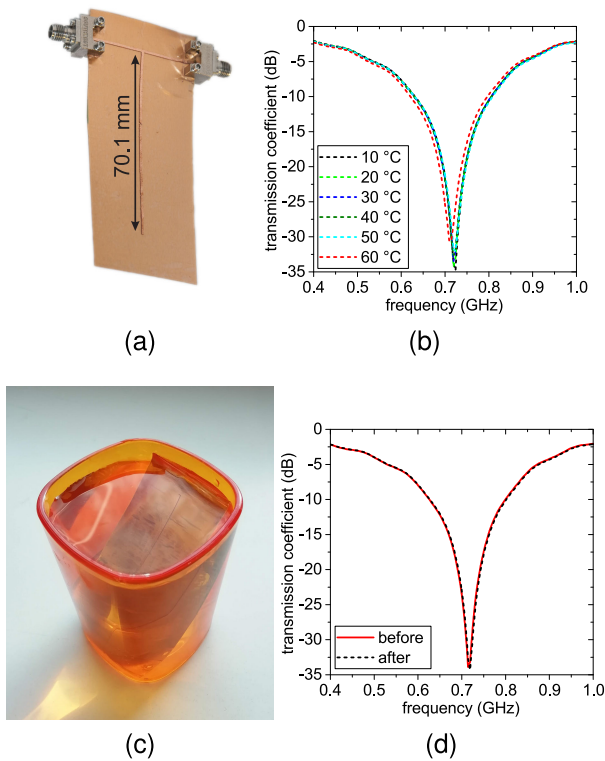 70.1 mm
(a)
transmission coefficient (dB)
0
-5
-10
-15
-20
-25
-30
-35
10 °C
20 °C
30 °C
40 °C
50 °C
60 °C
0.4 0.5 0.6 0.7 0.8 0.9 1.0
frequency (GHz)
(b)
(c)
transmission coefficient (dB)
0
-5
-10
-15
-20
-25
-30
-35
before
after
0.4 0.5 0.6 0.7 0.8 0.9 1.0
frequency (GHz)
(d)